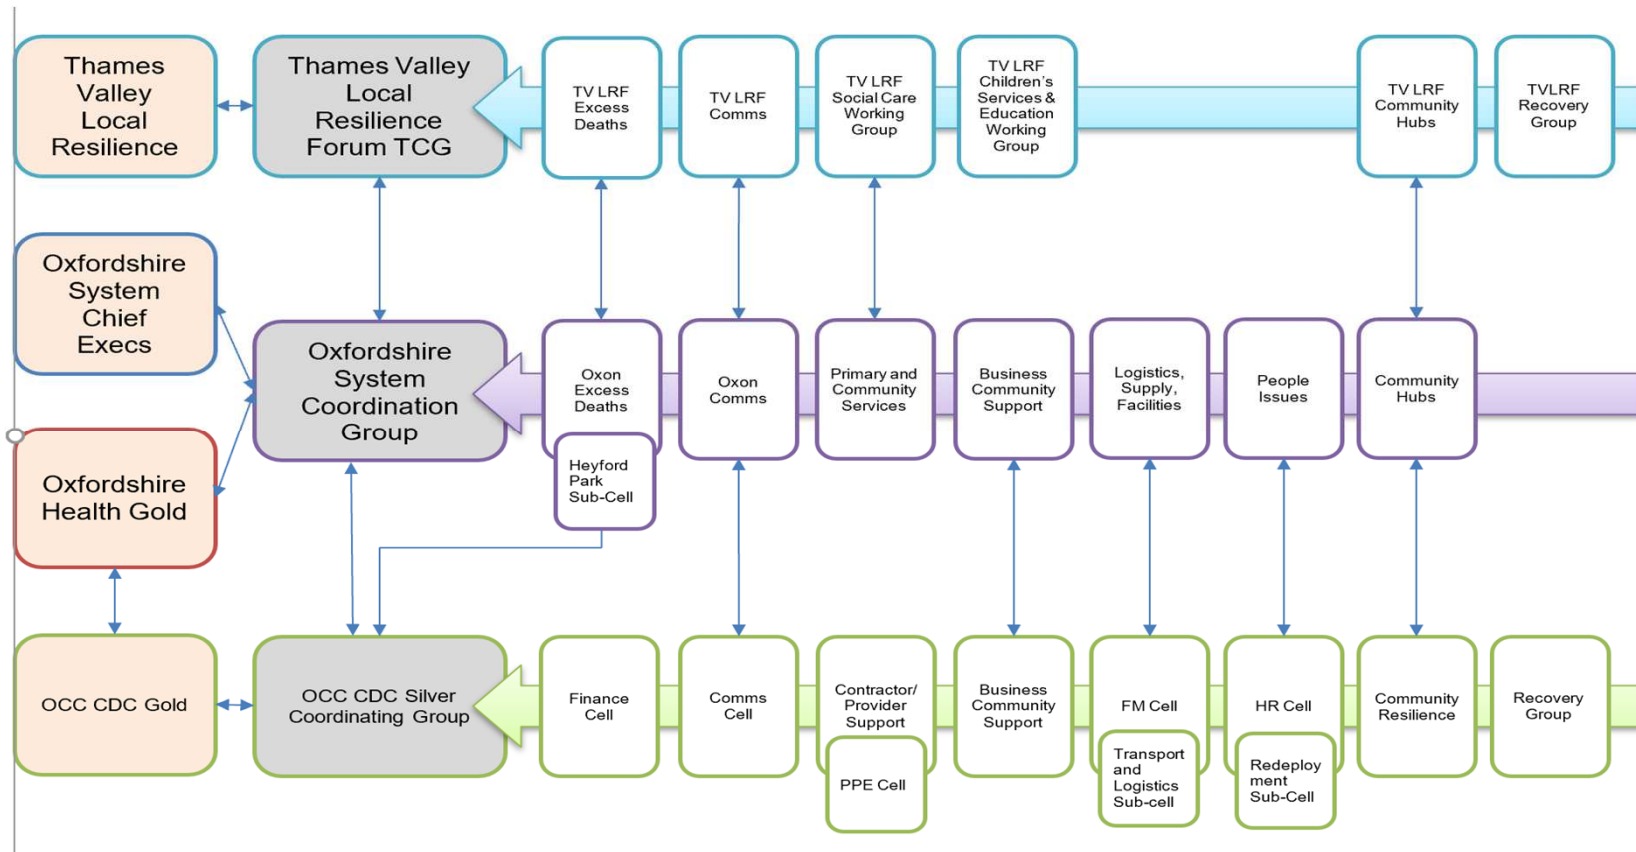 Thames
Valley
Local
Resilience
Thames Valley
Local
Resilience
Forum TCG
TV LRF
Excess
Deaths
TV LRF
Comms
TV LRF
Social Care
Working
Group
TV LRF
Children's
Services &
Education
Working
Group
TV LRF
Community
Hubs
TVLRF
Recovery
Group
Oxfordshire
System
Chief
Execs
Oxfordshire
System
Coordination
Group
Oxon
Excess
Deaths
Heyford
Park
Sub-Cell
Oxon
Comms
Primary and
Community
Services
Business
Community
Support
Logistics,
Supply,
Facilities
People
Issues
Community
Hubs
Oxfordshire
Health Gold
OCC CDC Gold
OCC CDC Silver
Coordinating Group
Finance
Cell
Comms
Cell
Contractor/
Provider
Support
PPE Cell
Business
Community
Support
FM Cell
Transport
and
Logistics
Sub-cell
HR Cell
Redeploy
ment
Sub-Cell
Community
Resilience
Recovery
Group